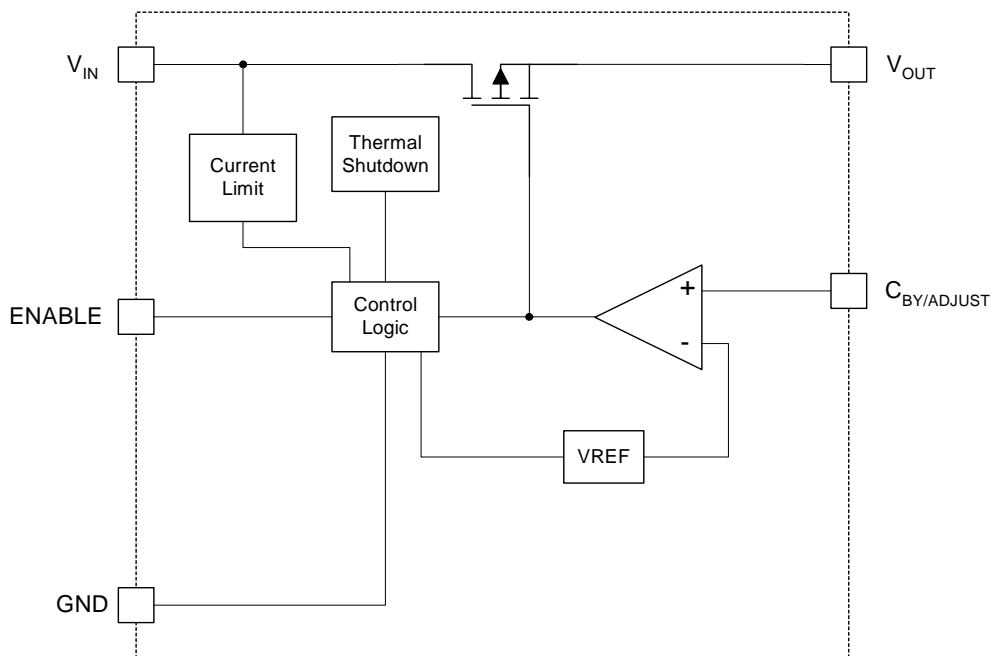 V_IN
V_OUT
Thermal
Shutdown
Current
Limit
+
C_BY/ADJUST
ENABLE
Control
Logic
-
VREF
GND